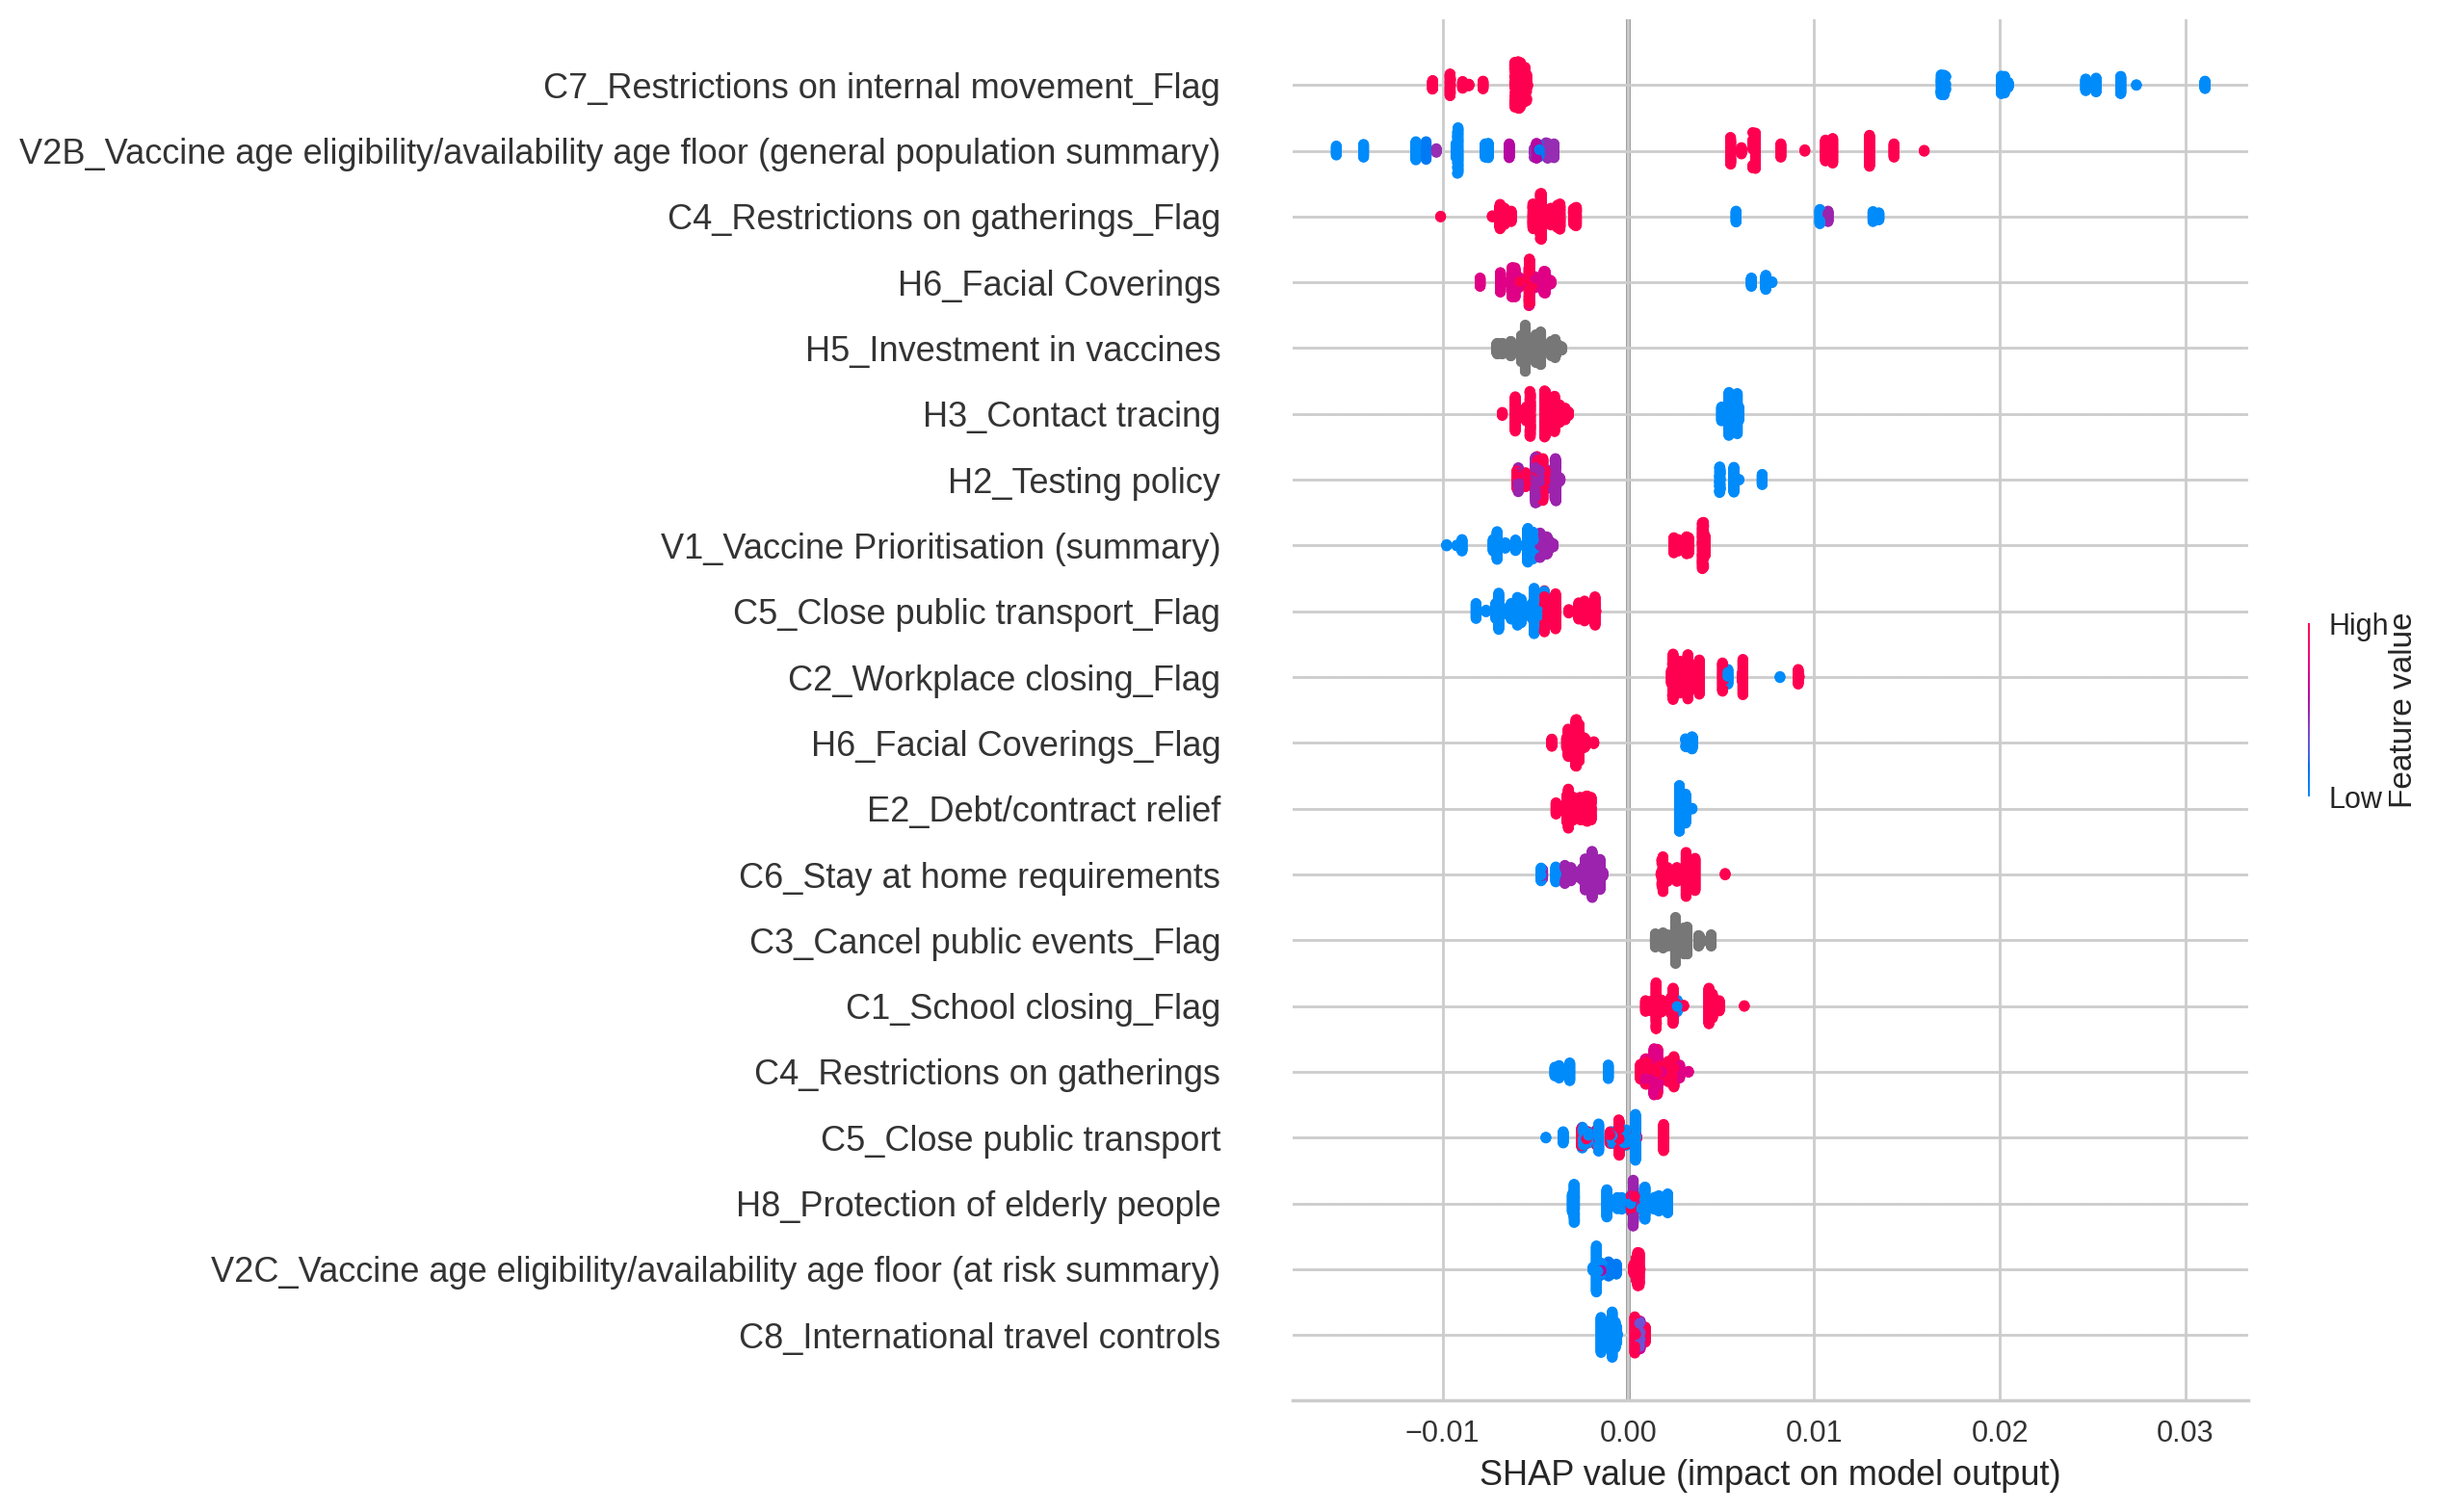 C7_Restrictions on internal movement_Flag
V2B_Vaccine age eligibility/availability age floor (general population summary)
C4_Restrictions on gatherings_Flag
H6_Facial Coverings
H5_Investment in vaccines
H3_Contact tracing
H2_Testing policy
V1_Vaccine Prioritisation (summary)
C5_Close public transport_Flag
C2_Workplace closing_Flag
H6_Facial Coverings_Flag
E2_Debt/contract relief
C6_Stay at home requirements
C3_Cancel public events_Flag
C1_School closing_Flag
C4_Restrictions on gatherings
C5_Close public transport
H8_Protection of elderly people
V2C_Vaccine age eligibility/availability age floor (at risk summary)
C8_International travel controls
−0.01 0.00 0.01 0.02 0.03
SHAP value (impact on model output)
High
Low
Feature value